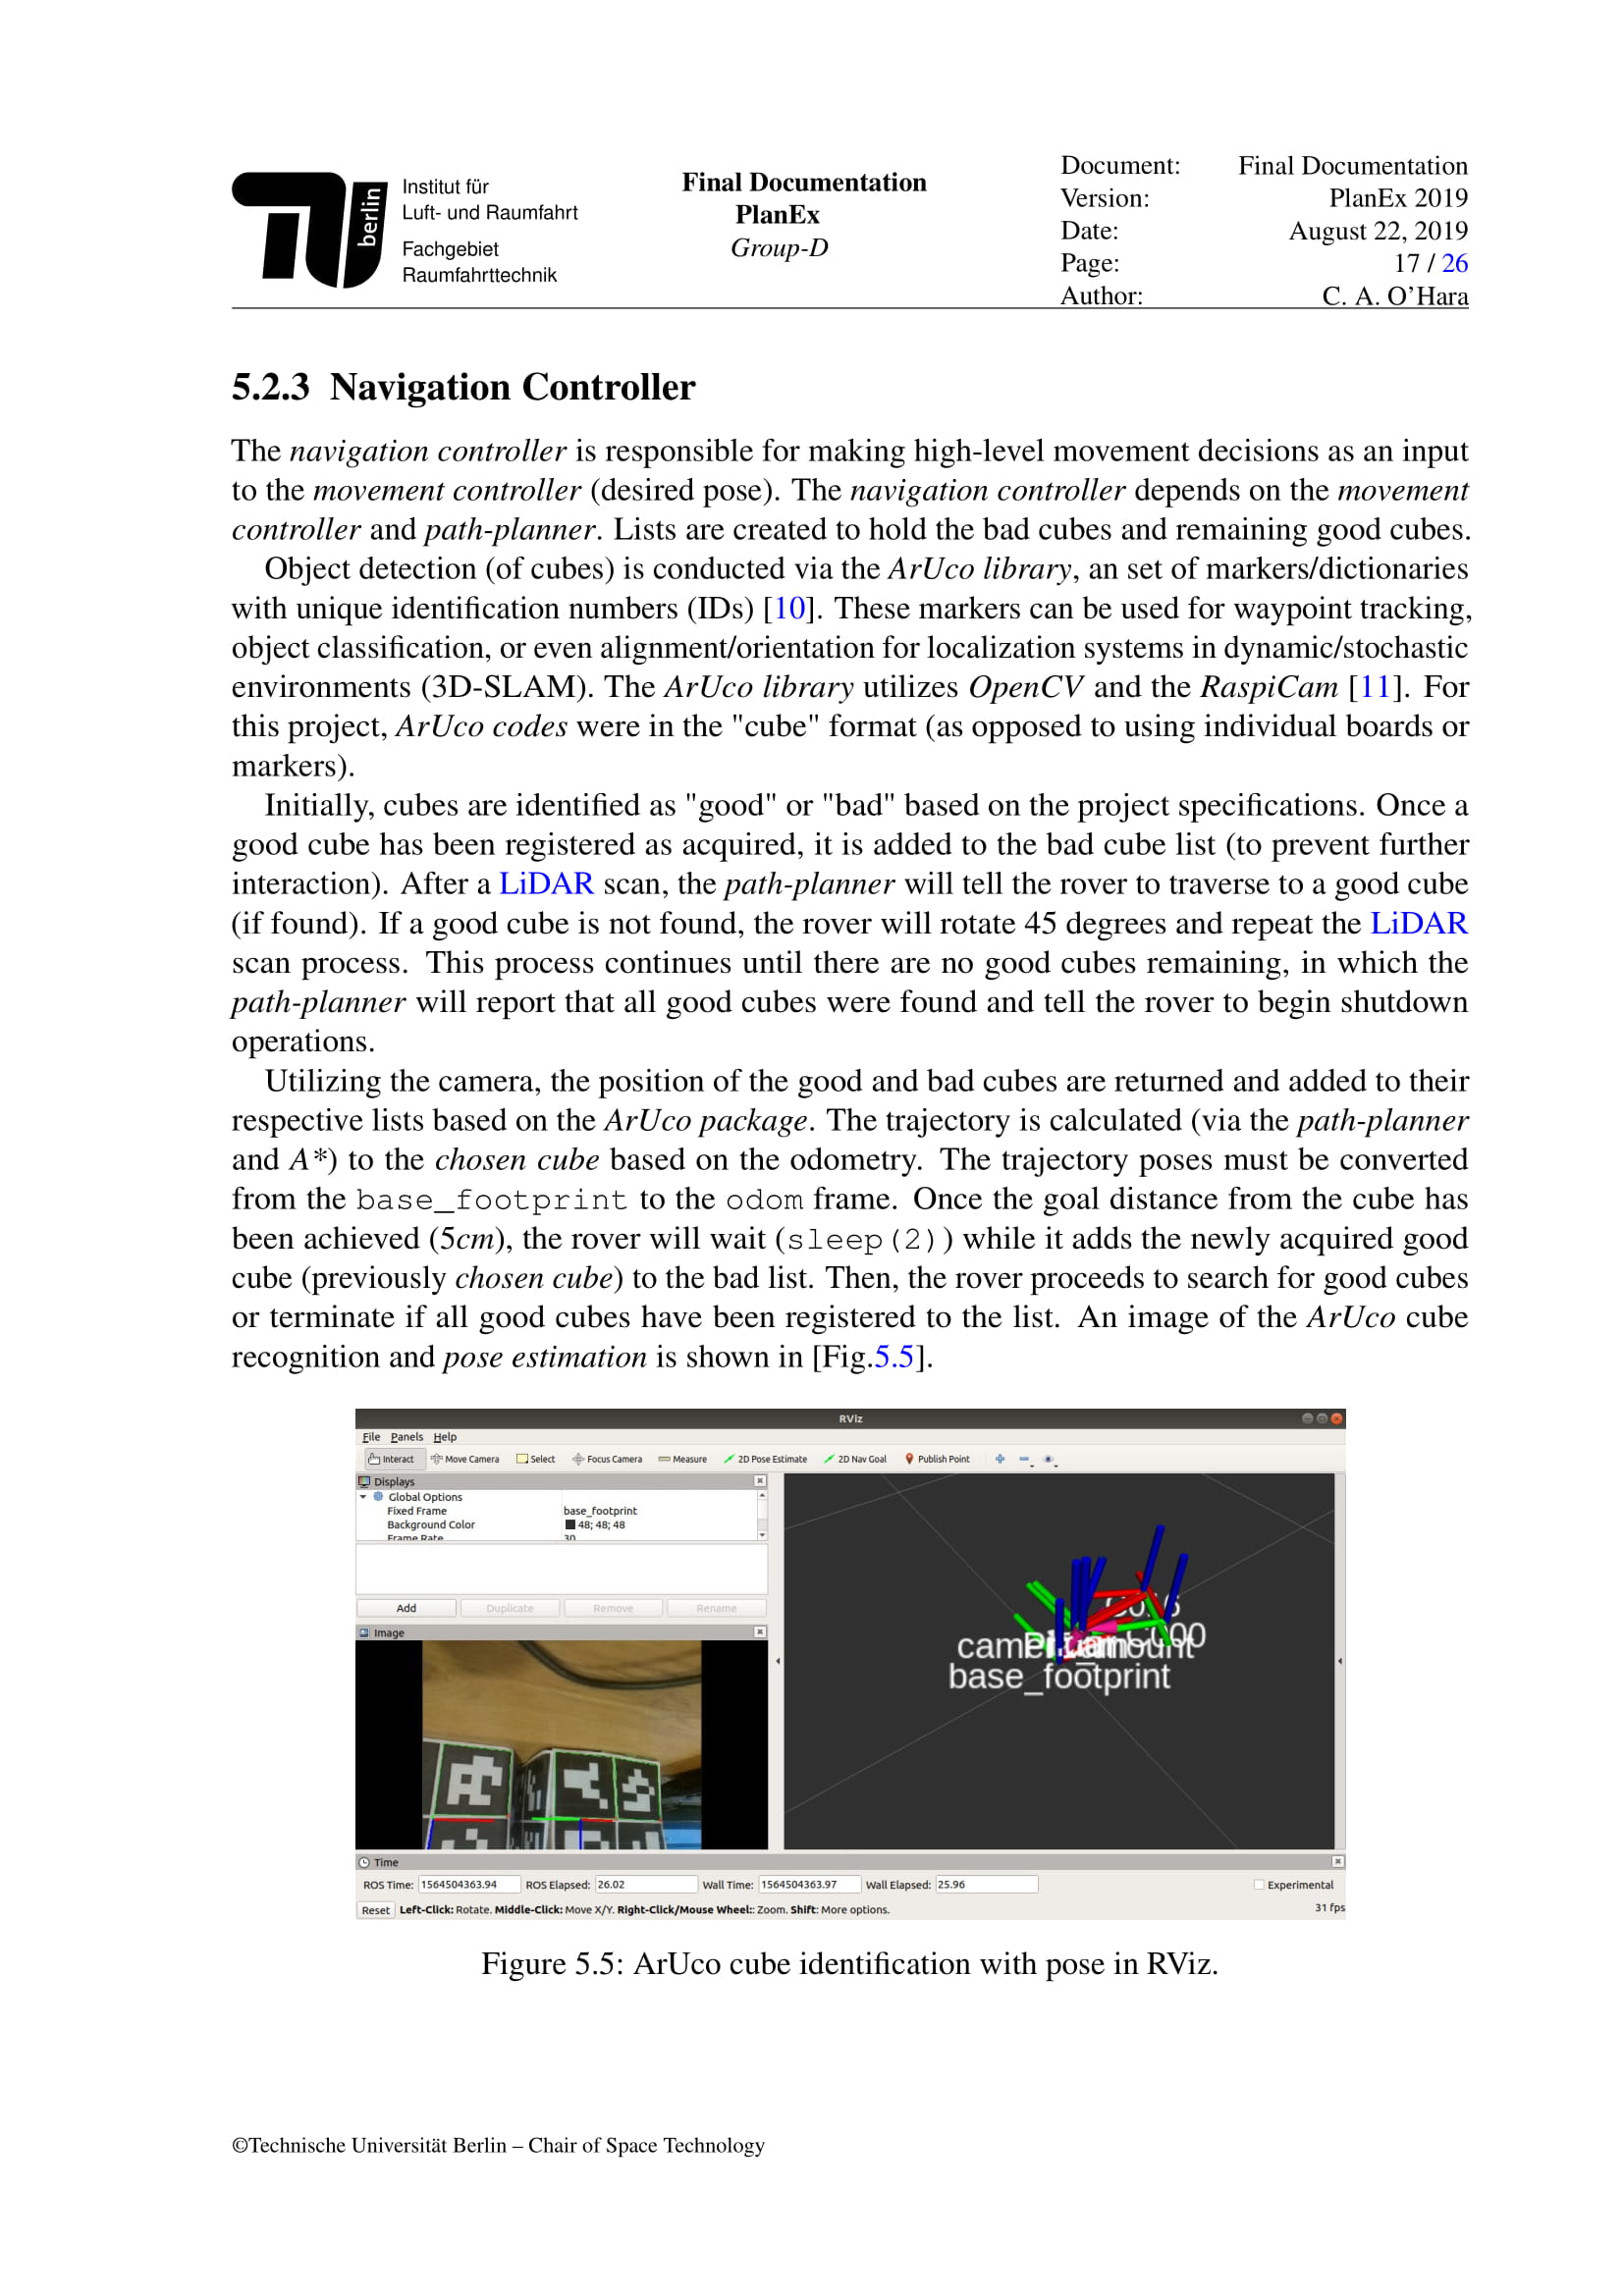 berlin
Institut für
Luft- und Raumfahrt
Fachgebiet
Raumfahrttechnik
Final Documentation
PlanEx
Group-D
Document: Final Documentation
Version: PlanEx 2019
Date: August 22, 2019
Page: 17 / 26
Author: C. A. O'Hara
5.2.3 Navigation Controller
The navigation controller is responsible for making high-level movement decisions as an input
to the movement controller (desired pose). The navigation controller depends on the movement
controller and path-planner. Lists are created to hold the bad cubes and remaining good cubes.
Object detection (of cubes) is conducted via the ArUco library, an set of markers/dictionaries
with unique identification numbers (IDs) [10]. These markers can be used for waypoint tracking,
object classification, or even alignment/orientation for localization systems in dynamic/stochastic
environments (3D-SLAM). The ArUco library utilizes OpenCV and the RaspiCam [11]. For
this project, ArUco codes were in the "cube" format (as opposed to using individual boards or
markers).
Initially, cubes are identified as "good" or "bad" based on the project specifications. Once a
good cube has been registered as acquired, it is added to the bad cube list (to prevent further
interaction). After a LiDAR scan, the path-planner will tell the rover to traverse to a good cube
(if found). If a good cube is not found, the rover will rotate 45 degrees and repeat the LiDAR
scan process. This process continues until there are no good cubes remaining, in which the
path-planner will report that all good cubes were found and tell the rover to begin shutdown
operations.
Utilizing the camera, the position of the good and bad cubes are returned and added to their
respective lists based on the ArUco package. The trajectory is calculated (via the path-planner
and A*) to the chosen cube based on the odometry. The trajectory poses must be converted
from the base_footprint to the odom frame. Once the goal distance from the cube has
been achieved (5cm), the rover will wait (sleep(2)) while it adds the newly acquired good
cube (previously chosen cube) to the bad list. Then, the rover proceeds to search for good cubes
or terminate if all good cubes have been registered to the list. An image of the ArUco cube
recognition and pose estimation is shown in [Fig.5.5].
RViz
File Panels Help
Interact Move Camera Select Focus Camera Measure 2D Pose Estimate 2D Nav Goal Publish Point
Displays
Global Options
Fixed Frame base_footprint
Background Color 48; 48; 48
Frame Rate 30
Add Duplicate Remove Rename
Image
base_footprint
Time
ROS Time: 1564504363.94 ROS Elapsed: 26.02 Wall Time: 1564504363.97 Wall Elapsed: 25.96 Experimental
Reset Left-Click: Rotate. Middle-Click: Move X/Y. Right-Click/Mouse Wheel:: Zoom. Shift: More options. 31 fps
Figure 5.5: ArUco cube identification with pose in RViz.
©Technische Universität Berlin – Chair of Space Technology